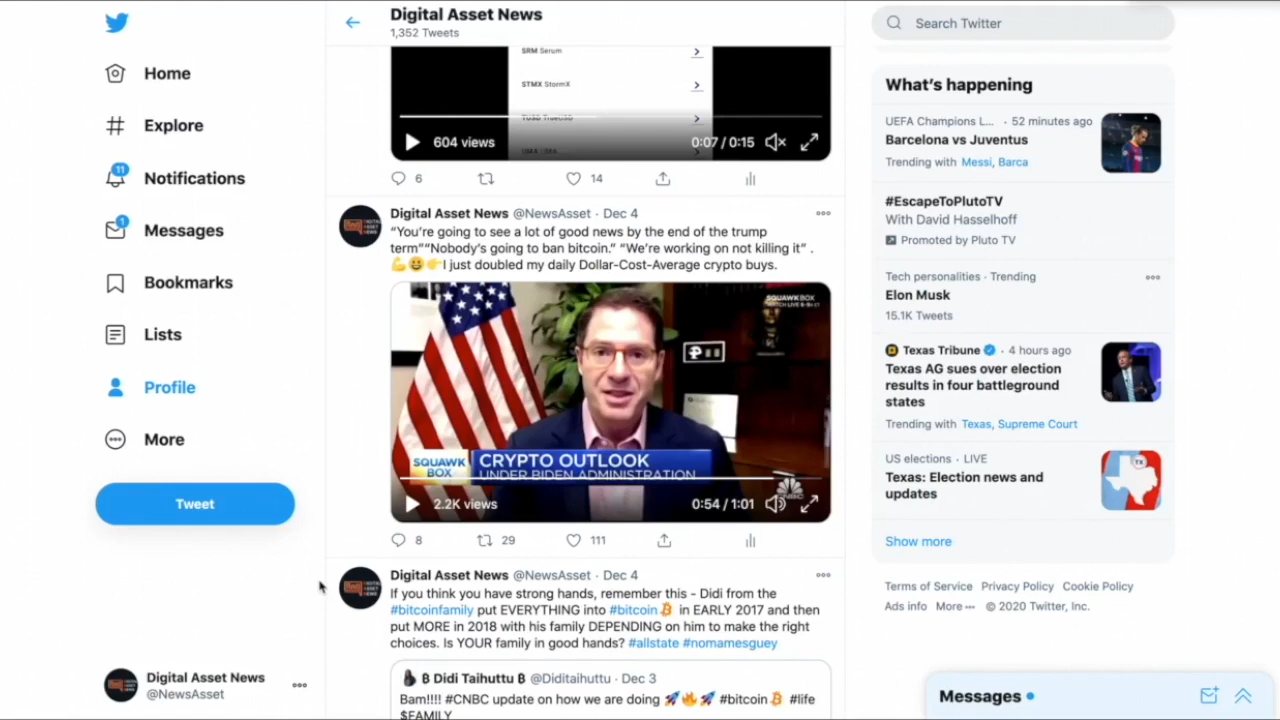 Home
Explore
11
Notifications
1
Messages
Bookmarks
Lists
Profile
More
Tweet
Digital Asset News
@NewsAsset
Digital Asset News
1,352 Tweets
SRM Serum
STMX StormX
TUSD TrueUSD
UMA UMA
604 views
0:07 / 0:15
6
14
Digital Asset News @NewsAsset · Dec 4
“You're going to see a lot of good news by the end of the trump
term”“Nobody's going to ban bitcoin.” “We're working on not killing it” .
💪😀👉I just doubled my daily Dollar-Cost-Average crypto buys.
SQUAWK BOX
SQUAWK
BOX
CRYPTO OUTLOOK
UNDER BIDEN ADMINISTRATION
NBC
2.2K views
0:54 / 1:01
8
29
111
Digital Asset News @NewsAsset · Dec 4
If you think you have strong hands, remember this - Didi from the
#bitcoinfamily put EVERYTHING into #bitcoin in EARLY 2017 and then
put MORE in 2018 with his family DEPENDING on him to make the right
choices. Is YOUR family in good hands? #allstate #nomamesguey
₿ Didi Taihuttu ₿ @Diditaihuttu · Dec 3
Bam!!!! #CNBC update on how we are doing 🚀🔥🚀 #bitcoin #life
$FAMILY
Search Twitter
What's happening
UEFA Champions L... · 52 minutes ago
Barcelona vs Juventus
Trending with Messi, Barca
#EscapeToPlutoTV
With David Hasselhoff
Promoted by Pluto TV
Tech personalities · Trending
Elon Musk
15.1K Tweets
Texas Tribune · 4 hours ago
Texas AG sues over election
results in four battleground
states
Trending with Texas, Supreme Court
US elections · LIVE
Texas: Election news and
updates
Show more
Terms of Service Privacy Policy Cookie Policy
Ads info More © 2020 Twitter, Inc.
Messages